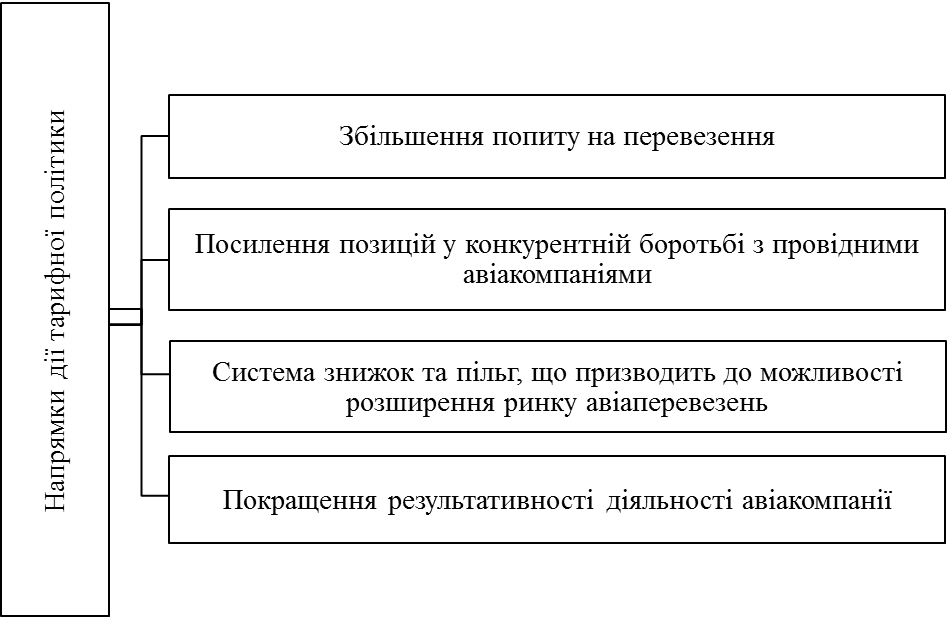 Напрямки дії тарифної політики
Збільшення попиту на перевезення
Посилення позицій у конкурентній боротьбі з провідними
авіакомпаніями
Система знижок та пільг, що призводить до можливості
розширення ринку авіаперевезень
Покращення результативності діяльності авіакомпанії